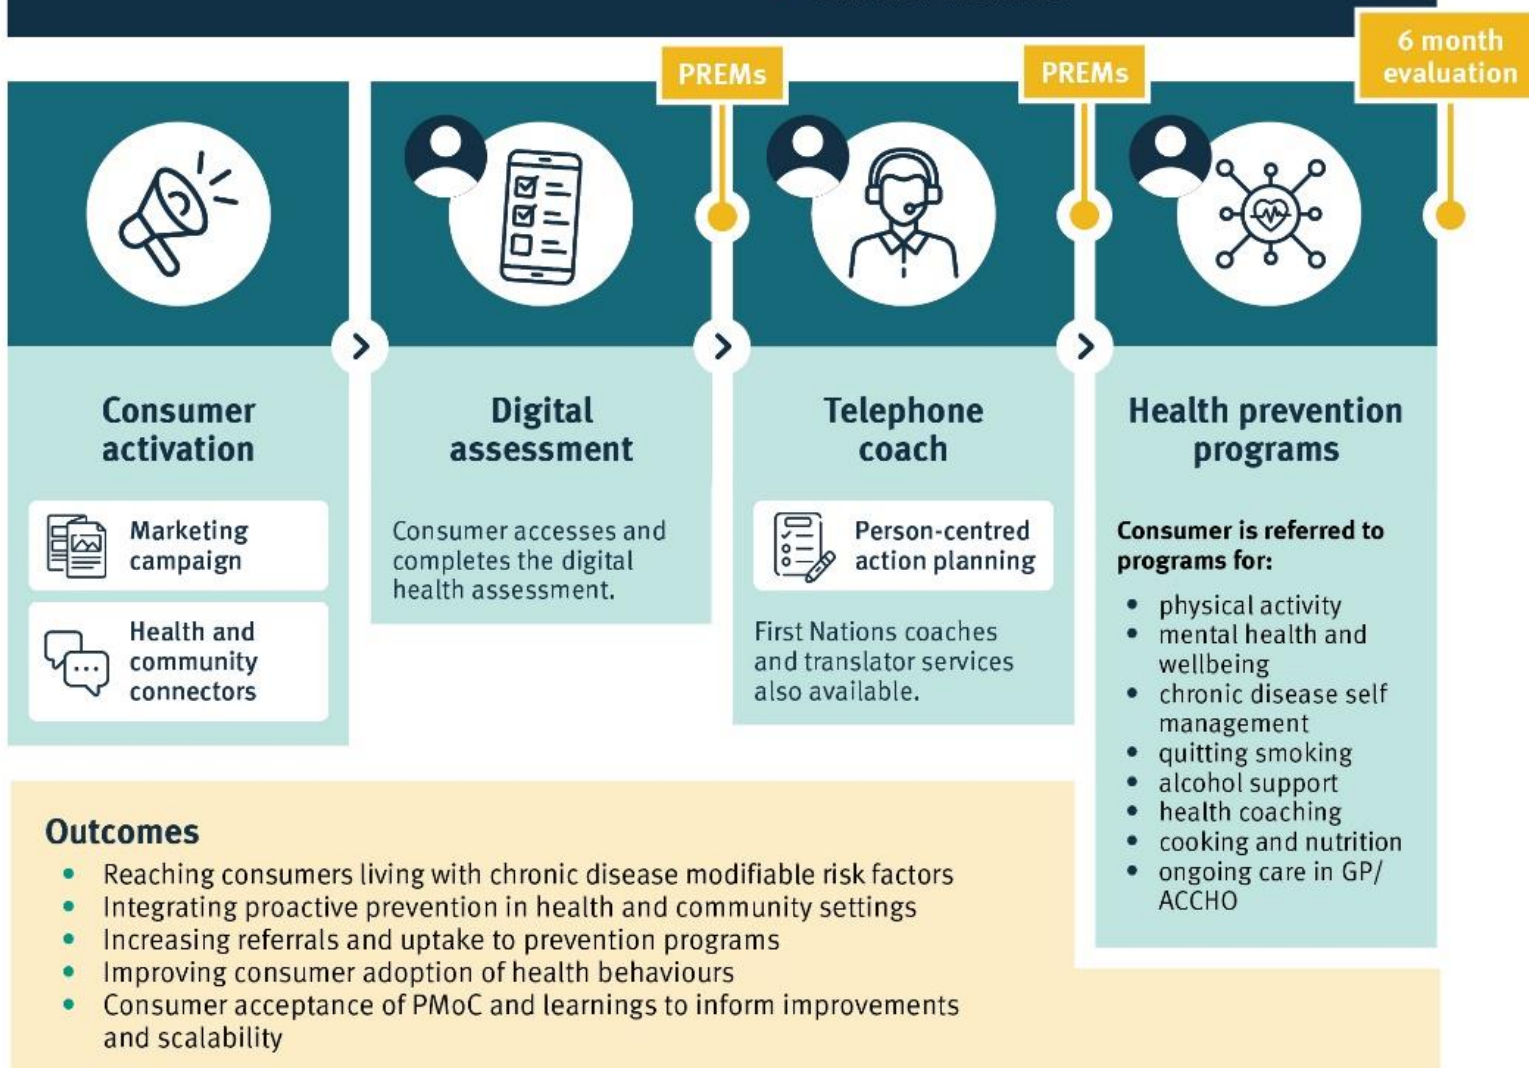 PREMs
PREMs
6 month
evaluation
Consumer
activation
Marketing
campaign
Health and
community
connectors
Digital
assessment
Consumer accesses and
completes the digital
health assessment.
Telephone
coach
Person-centred
action planning
First Nations coaches
and translator services
also available.
Health prevention
programs
Consumer is referred to
programs for:
• physical activity
• mental health and
wellbeing
• chronic disease self
management
• quitting smoking
• alcohol support
• health coaching
• cooking and nutrition
• ongoing care in GP/
ACCHO
Outcomes
• Reaching consumers living with chronic disease modifiable risk factors
• Integrating proactive prevention in health and community settings
• Increasing referrals and uptake to prevention programs
• Improving consumer adoption of health behaviours
• Consumer acceptance of PMoC and learnings to inform improvements
and scalability